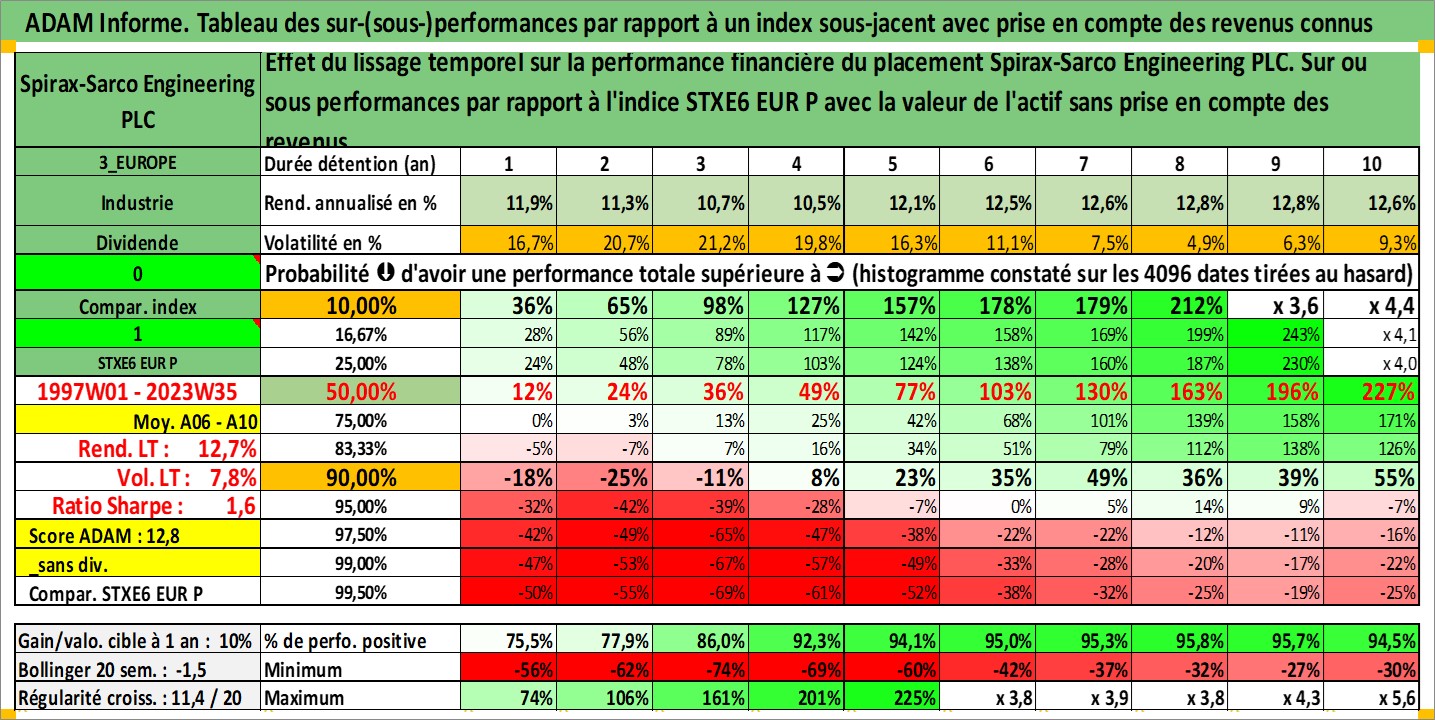 ADAM Informe. Tableau des sur-(sous-)performances par rapport à un index sous-jacent avec prise en compte des revenus connus
Spirax-Sarco Engineering
PLC
Effet du lissage temporel sur la performance financière du placement Spirax-Sarco Engineering PLC. Sur ou
sous performances par rapport à l'indice STXE6 EUR P avec la valeur de l'actif sans prise en compte des
revenus
3_EUROPE Durée détention (an) 1 2 3 4 5 6 7 8 9 10
Industrie Rend. annualisé en % 11,9% 11,3% 10,7% 10,5% 12,1% 12,5% 12,6% 12,8% 12,8% 12,6%
Dividende Volatilité en % 16,7% 20,7% 21,2% 19,8% 16,3% 11,1% 7,5% 4,9% 6,3% 9,3%
0 Probabilité d'avoir une performance totale supérieure à (histogramme constaté sur les 4096 dates tirées au hasard)
Compar. index 10,00% 36% 65% 98% 127% 157% 178% 179% 212% x 3,6 x 4,4
1 16,67% 28% 56% 89% 117% 142% 158% 169% 199% 243% x 4,1
STXE6 EUR P 25,00% 24% 48% 78% 103% 124% 138% 160% 187% 230% x 4,0
1997W01 - 2023W35 50,00% 12% 24% 36% 49% 77% 103% 130% 163% 196% 227%
Moy. A06 - A10 75,00% 0% 3% 13% 25% 42% 68% 101% 139% 158% 171%
Rend. LT : 12,7% 83,33% -5% -7% 7% 16% 34% 51% 79% 112% 138% 126%
Vol. LT : 7,8% 90,00% -18% -25% -11% 8% 23% 35% 49% 36% 39% 55%
Ratio Sharpe : 1,6 95,00% -32% -42% -39% -28% -7% 0% 5% 14% 9% -7%
Score ADAM : 12,8 97,50% -42% -49% -65% -47% -38% -22% -22% -12% -11% -16%
_sans div. 99,00% -47% -53% -67% -57% -49% -33% -28% -20% -17% -22%
Compar. STXE6 EUR P 99,50% -50% -55% -69% -61% -52% -38% -32% -25% -19% -25%
Gain/valo. cible à 1 an : 10% % de perfo. positive 75,5% 77,9% 86,0% 92,3% 94,1% 95,0% 95,3% 95,8% 95,7% 94,5%
Bollinger 20 sem. : -1,5 Minimum -56% -62% -74% -69% -60% -42% -37% -32% -27% -30%
Régularité croiss. : 11,4 / 20 Maximum 74% 106% 161% 201% 225% x 3,8 x 3,9 x 3,8 x 4,3 x 5,6